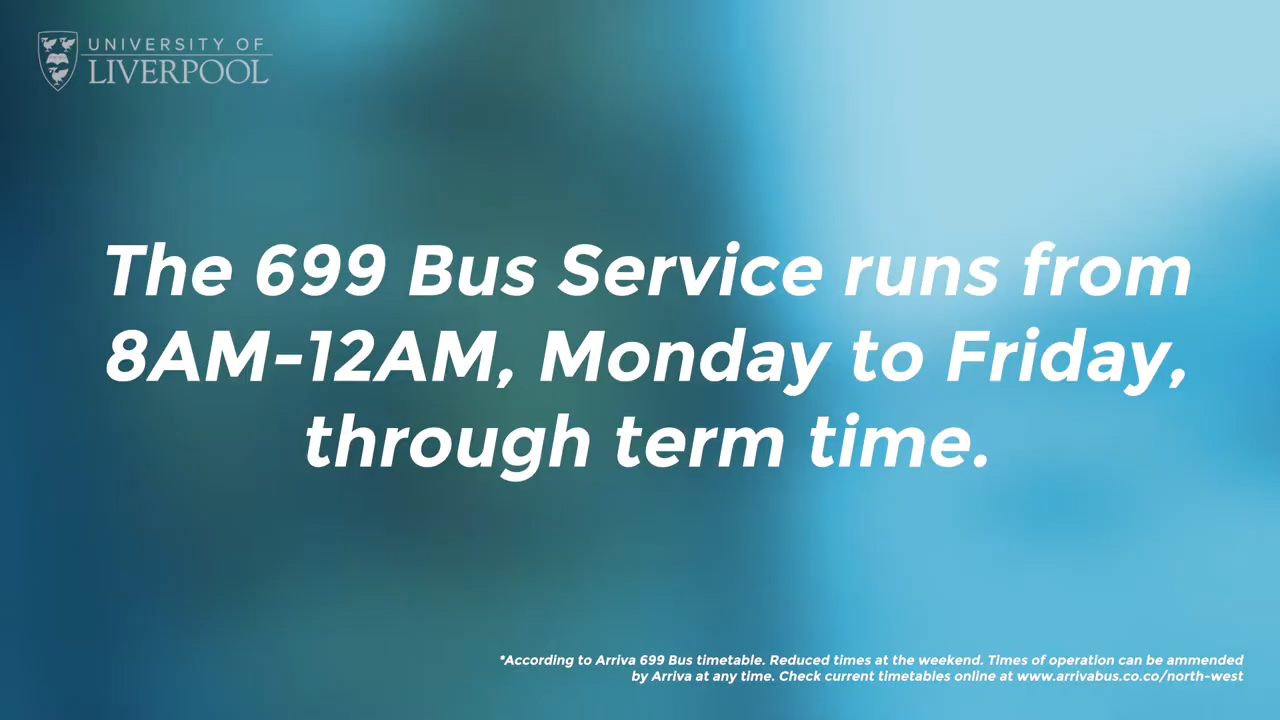 UNIVERSITY OF
LIVERPOOL
The 699 Bus Service runs from
8AM-12AM, Monday to Friday,
through term time.
*According to Arriva 699 Bus timetable. Reduced times at the weekend. Times of operation can be ammended
by Arriva at any time. Check current timetables online at www.arrivabus.co.co/north-west